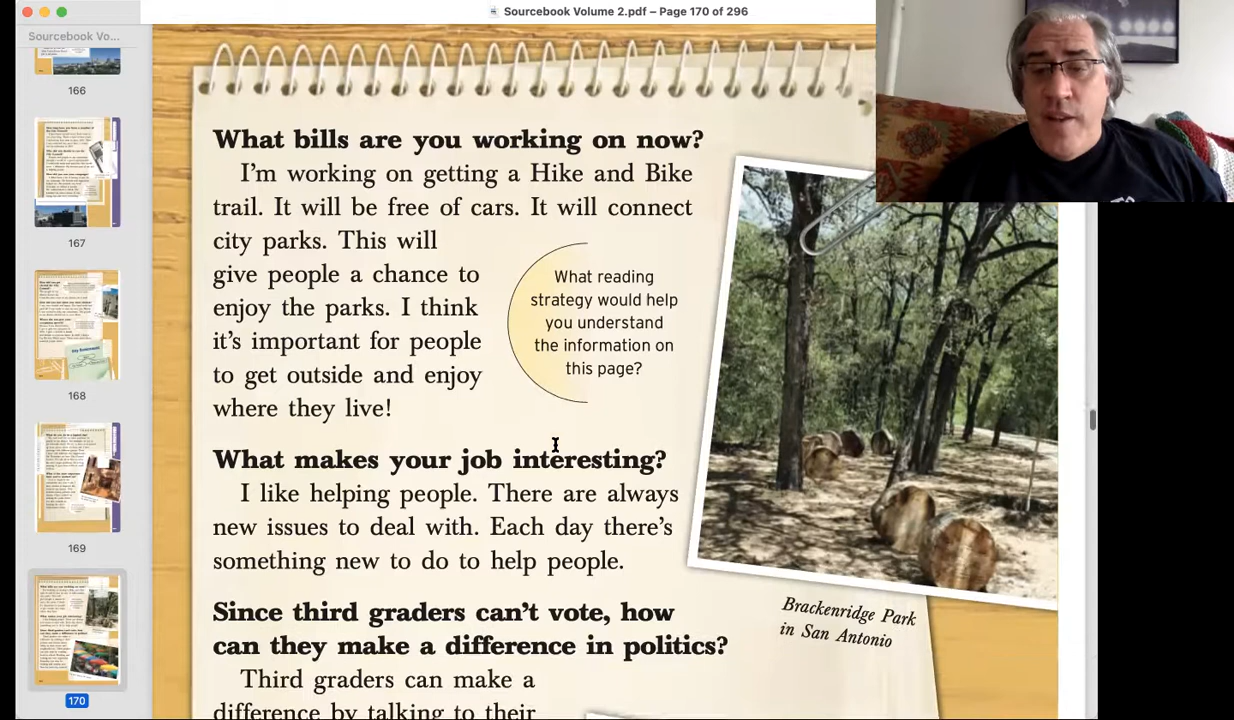 Sourcebook Volume 2.pdf – Page 170 of 296
Sourcebook Vo...
166
167
168
169
170
What bills are you working on now?
I'm working on getting a Hike and Bike
trail. It will be free of cars. It will connect
city parks. This will
give people a chance to
enjoy the parks. I think
it's important for people
to get outside and enjoy
where they live!
What reading
strategy would help
you understand
the information on
this page?
What makes your job interesting?
I like helping people. There are always
new issues to deal with. Each day there's
something new to do to help people.
Since third graders can't vote, how
can they make a difference in politics?
Third graders can make a
difference by talking to their
Brackenridge Park
in San Antonio